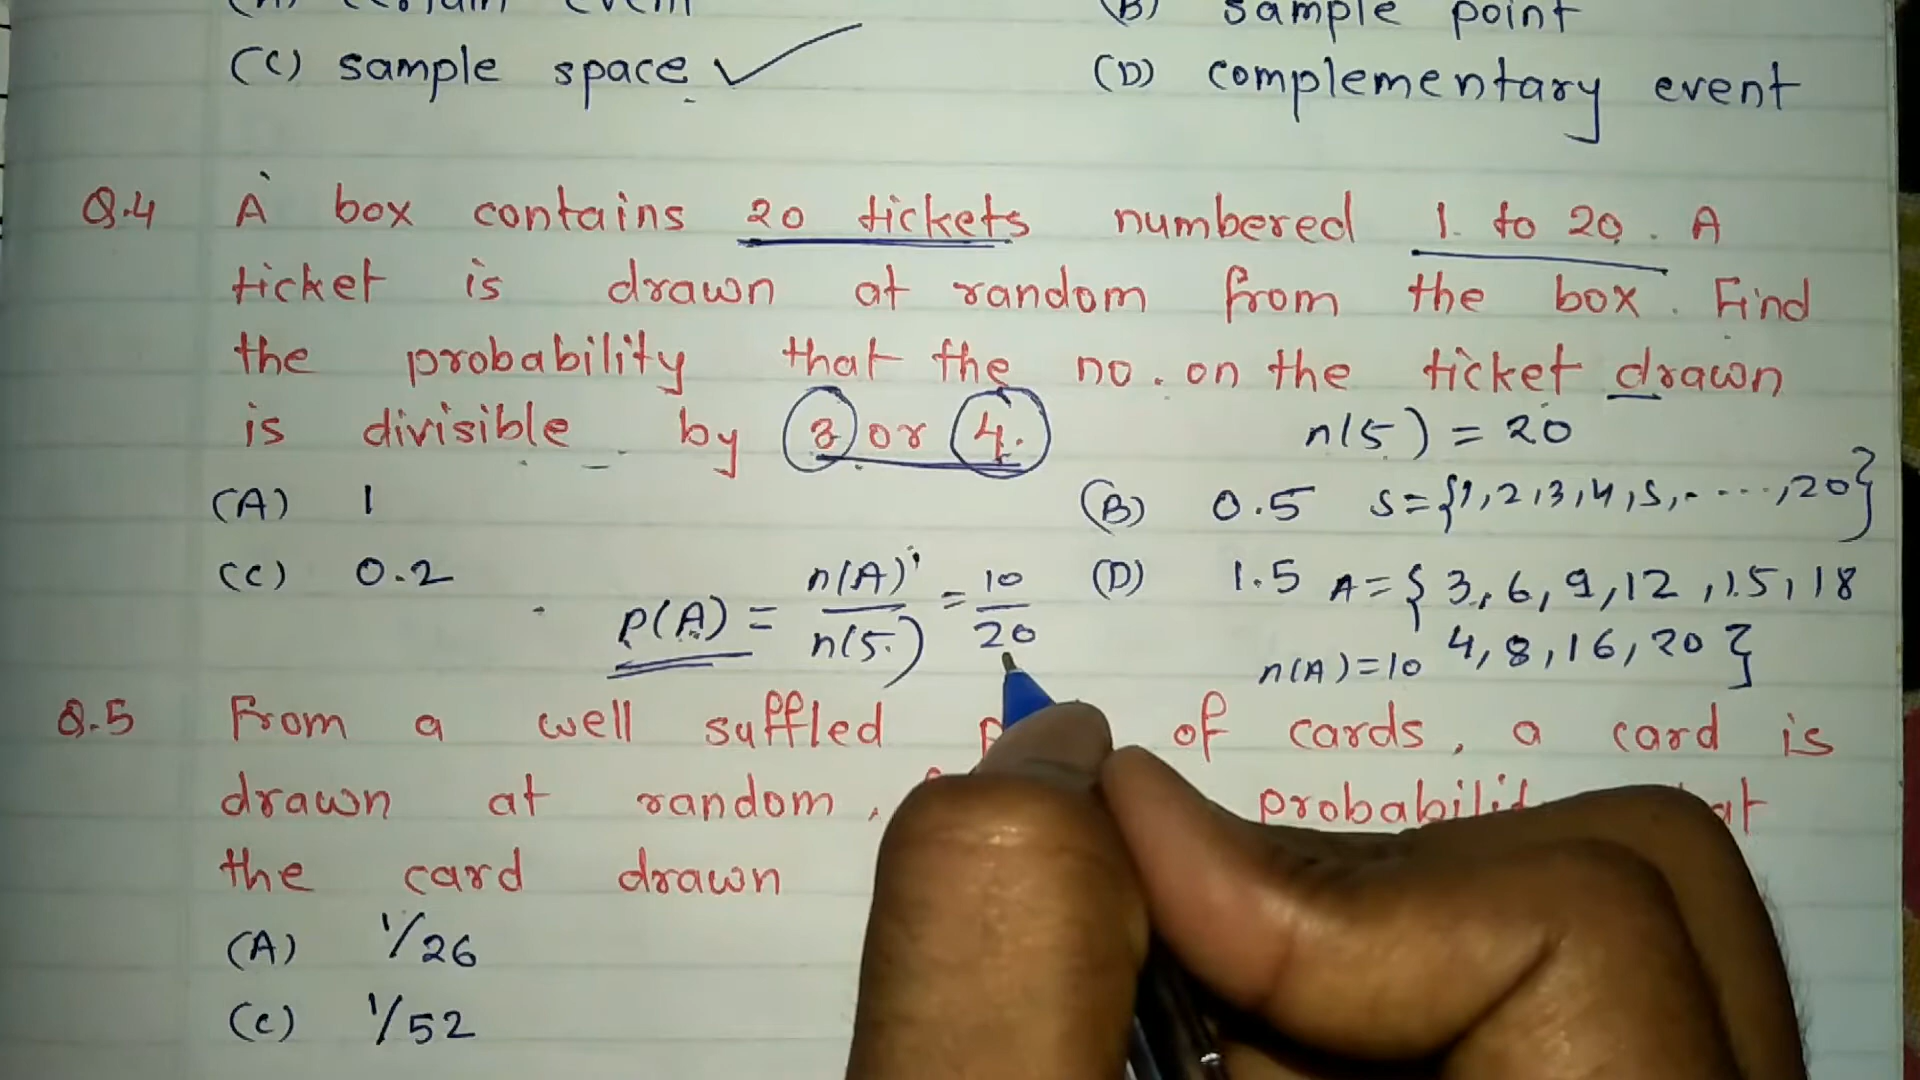 (B) sample point
(C) sample space ✓
(D) complementary event
Q.4 A box contains 20 tickets numbered 1 to 20. A
ticket is drawn at random from the box. Find
the probability that the no. on the ticket drawn
is divisible by 3 or 4.
n(S) = 20
(A) 1
(B) 0.5
S={1,2,3,4,5,-----,20}
(C) 0.2
(D) 1.5
A={3,6,9,12,15,18
4,8,16,20}
n(A)=10
P(A) = n(A)/n(S) = 10/20
Q.5 From a well suffled of cards, a card is
drawn at random,
the card drawn
(A) 1/26
(C) 1/52